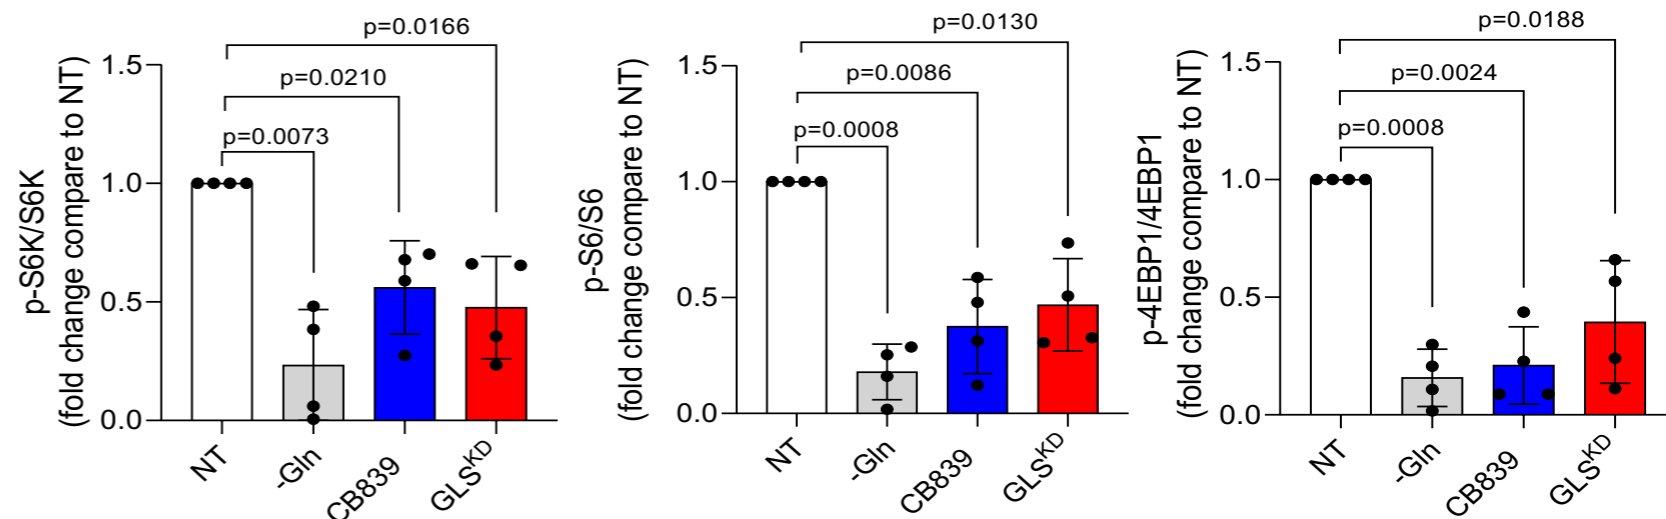 p-S6K/S6K
(fold change compare to NT)
1.5
1.0
0.5
0.0
p=0.0166
p=0.0210
p=0.0073
NT
-Gln
CB839
GLSᴷᴰ
p-S6/S6
(fold change compare to NT)
1.5
1.0
0.5
0.0
p=0.0130
p=0.0086
p=0.0008
NT
-Gln
CB839
GLSᴷᴰ
p-4EBP1/4EBP1
(fold change compare to NT)
1.5
1.0
0.5
0.0
p=0.0188
p=0.0024
p=0.0008
NT
-Gln
CB839
GLSᴷᴰ